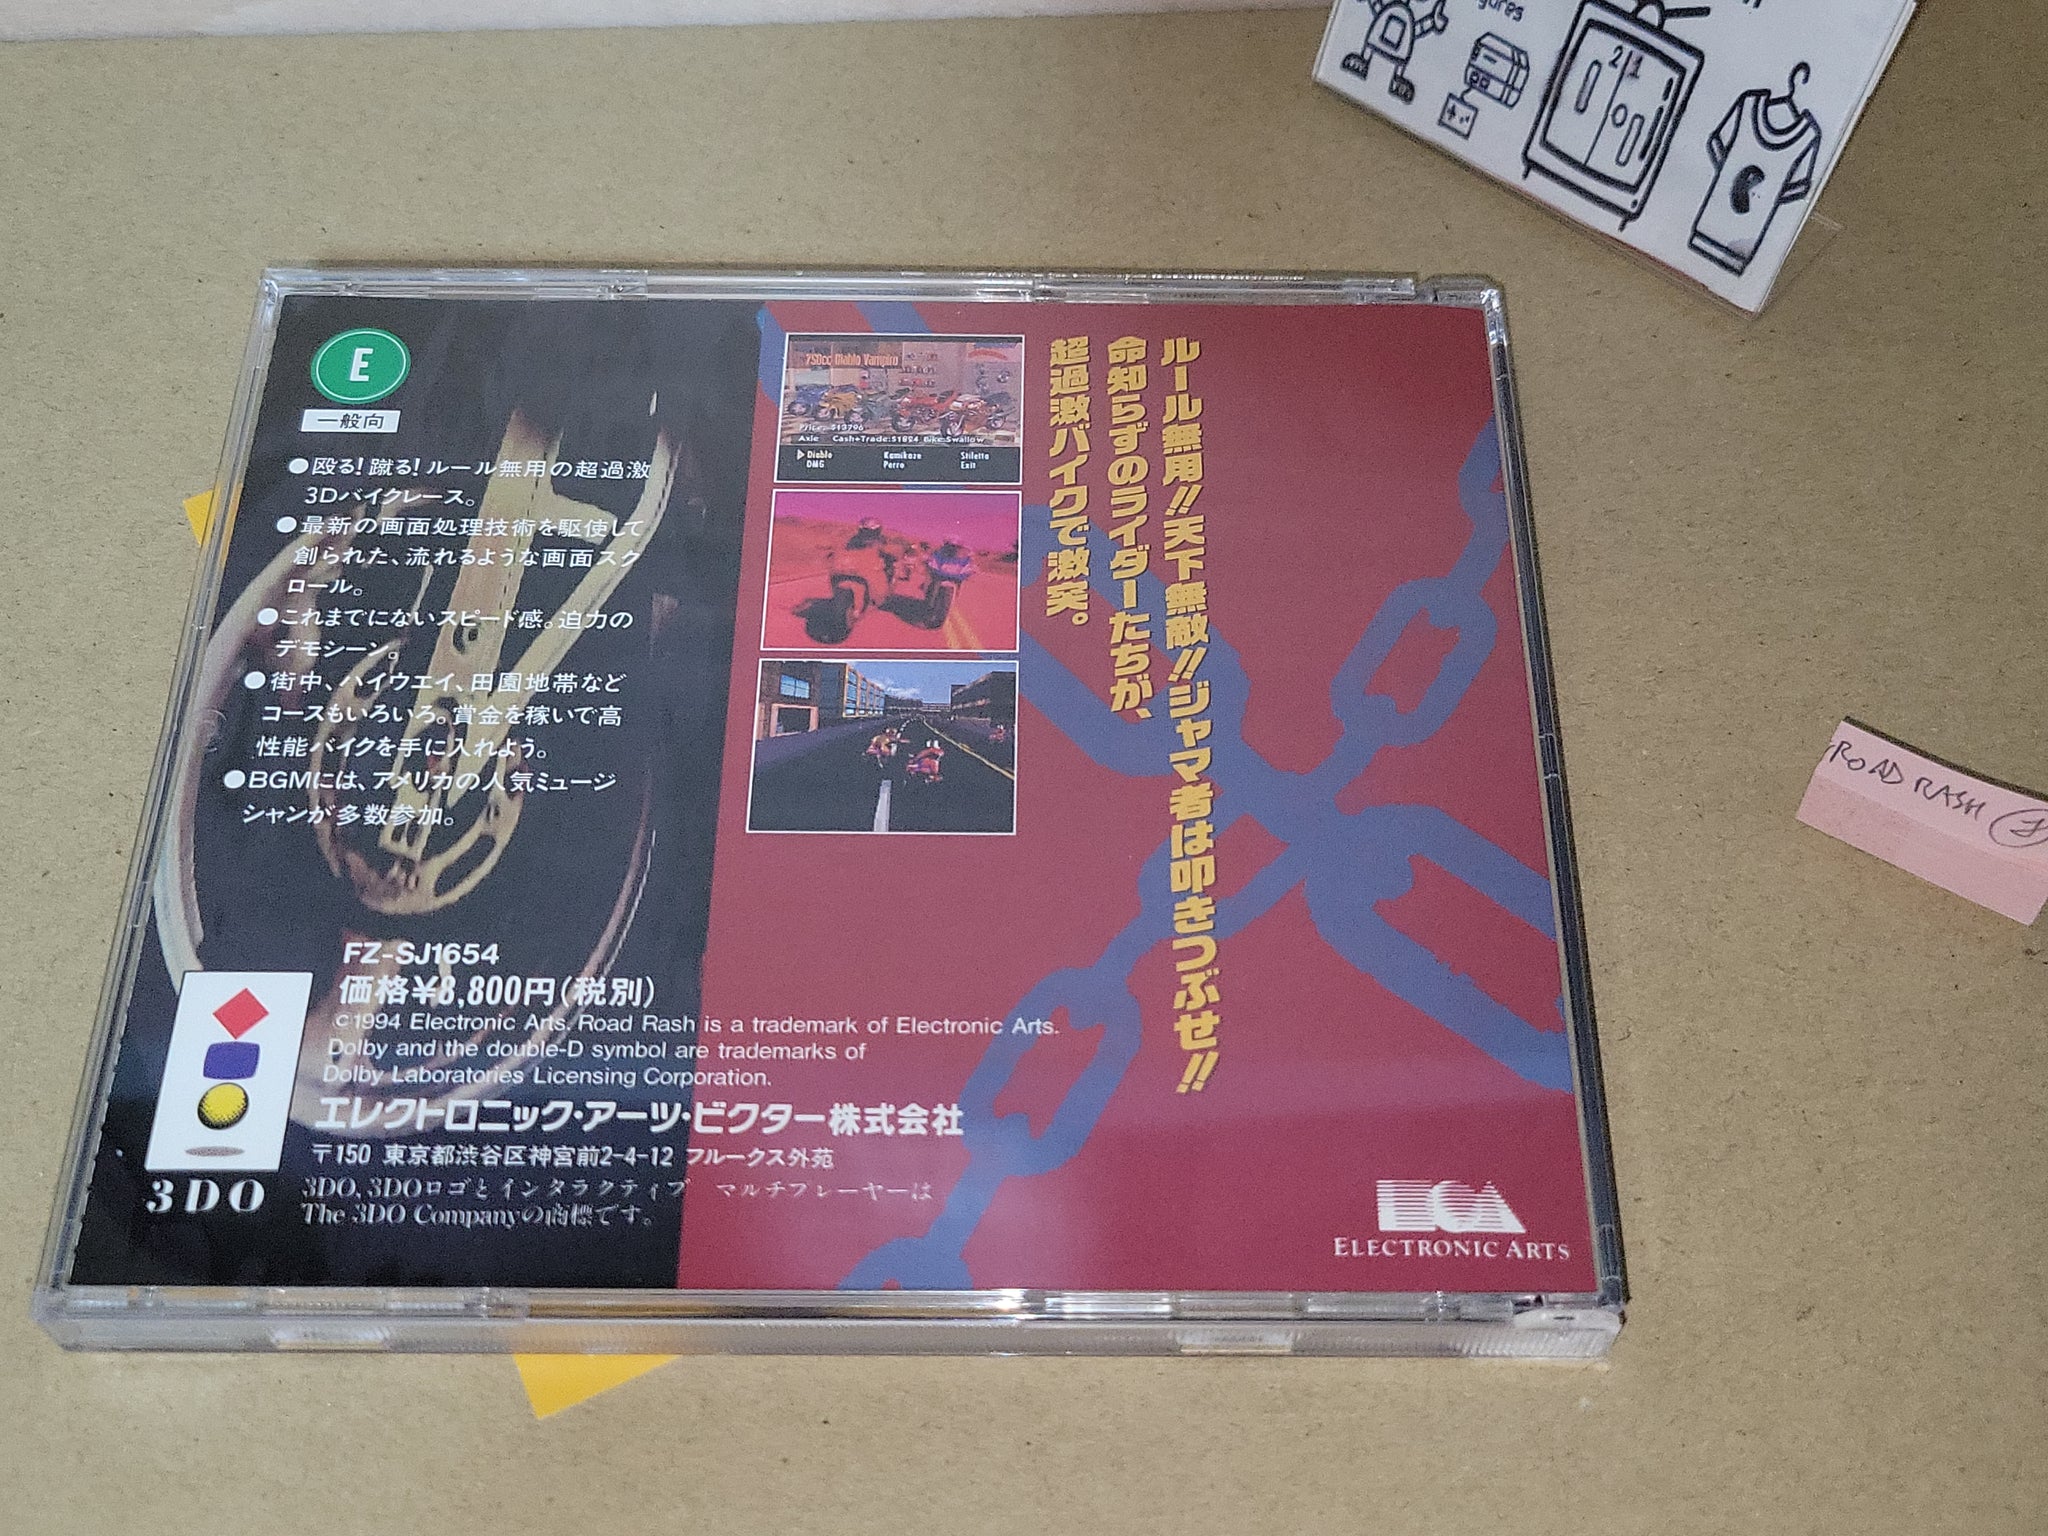 gures
21
E
一般向
●殴る!蹴る!ルール無用の超過激
3Dバイクレース。
●最新の画面処理技術を駆使して
創られた、流れるような画面スク
ロール。
●これまでにないスピード感。迫力の
デモシーン。
●街中、ハイウエイ、田園地帯など
コースもいろいろ。賞金を稼いで高
性能バイクを手に入れよう。
●BGMには、アメリカの人気ミュージ
シャンが多数参加。
750cc Diablo Vampiro
Price: $13796
Axle Cash+Trade:$1824 Bike:Swallow
Diablo Kamikaze Stiletto
DMG Perro Exit
ルール無用!!天下無敵!!ジャマ者は叩きつぶせ!!
命知らずのライダーたちが、
超過激バイクで激突。
ROAD RASH
FZ-SJ1654
価格¥8,800円(税別)
©1994 Electronic Arts. Road Rash is a trademark of Electronic Arts.
Dolby and the double-D symbol are trademarks of
Dolby Laboratories Licensing Corporation.
エレクトロニック・アーツ・ビクター株式会社
〒150 東京都渋谷区神宮前2-4-12 フルークス外苑
3DO、3DOロゴとインタラクティブ マルチプレーヤーは
The 3DO Companyの商標です。
3DO
EA
ELECTRONIC ARTS